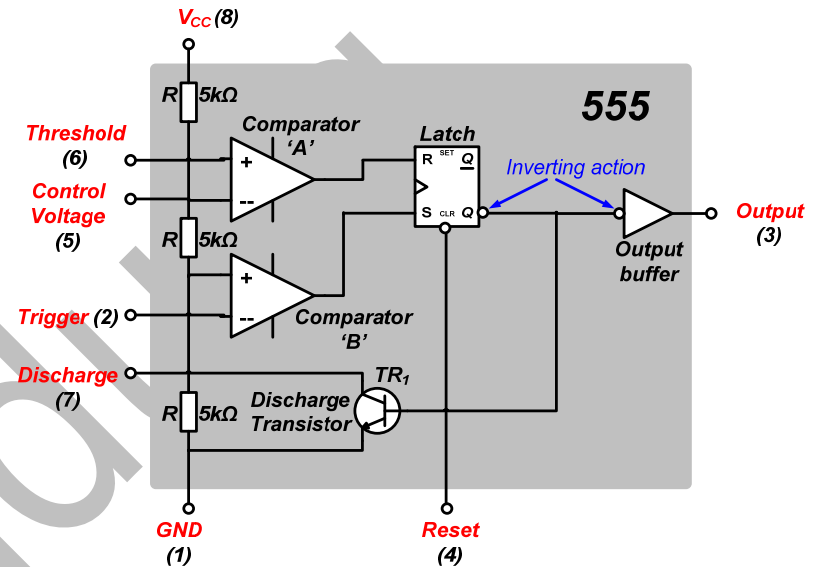 VCC (8)
555
R 5kΩ
Threshold
(6)
Comparator
‘A’
+
--
Latch
R SET Q
S CLR Q
Inverting action
Control
Voltage
(5)
R 5kΩ
Output
(3)
Output
buffer
+
--
Trigger (2)
Comparator
‘B’
Discharge
(7)
TR1
R 5kΩ
Discharge
Transistor
GND
(1)
Reset
(4)